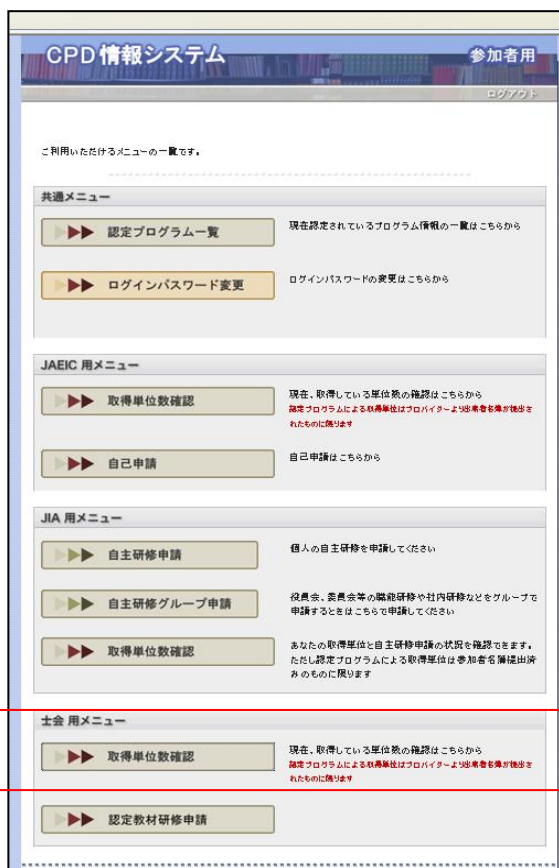 CPD 情報システム
参加者用
ログアウト
ご利用いただけるメニューの一覧です。
共通メニュー
認定プログラム一覧
現在認定されているプログラム情報の一覧はこちらから
ログインパスワード変更
ログインパスワードの変更はこちらから
JAEIC 用メニュー
取得単位数確認
現在、取得している単位数の確認はこちらから
認定プログラムによる取得単位はプロバイダーより出席者名簿が提出さ
れたものに限ります
自己申請
自己申請はこちらから
JIA 用メニュー
自主研修申請
個人の自主研修を申請してください
自主研修グループ申請
役員会、委員会等の職能研修や社内研修などをグループで
申請するときはこちらで申請してください
取得単位数確認
あなたの取得単位と自主研修申請の状況を確認できます。
ただし認定プログラムによる取得単位は参加者名簿提出済
みのものに限ります
士会 用メニュー
取得単位数確認
現在、取得している単位数の確認はこちらから
認定プログラムによる取得単位はプロバイダーより出席者名簿が提出さ
れたものに限ります
認定教材研修申請